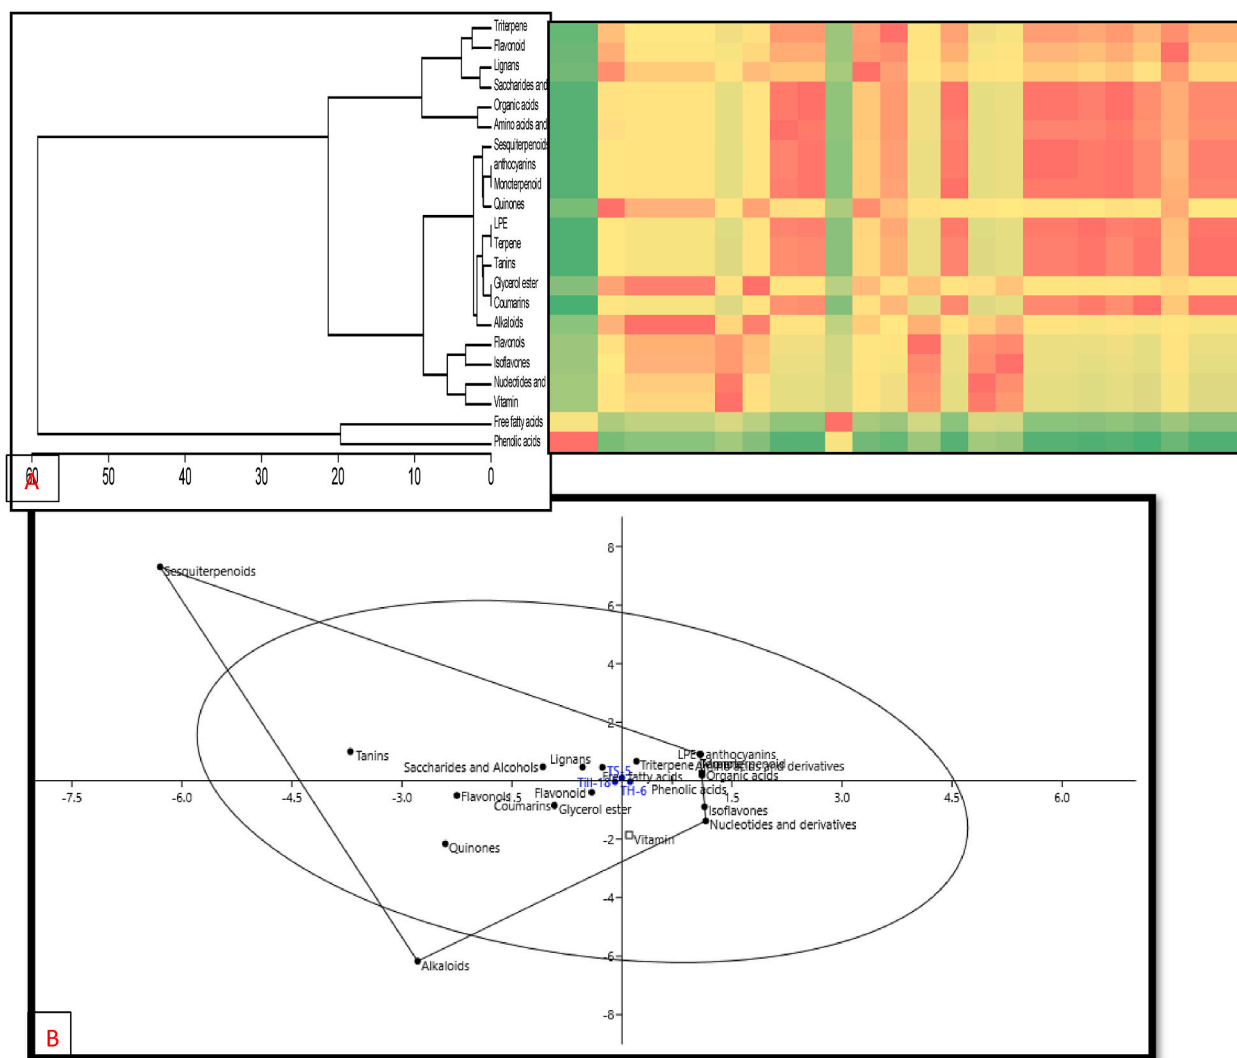 Triterpene
Flavonoid
Lignans
Saccharides and
Organic acids
Amino acids and
Sesquiterpenoids
anthocyanins
Monoterpenoid
Quinones
LPE
Terpene
Tanins
Glycerol ester
Coumarins
Alkaloids
Flavonols
Isoflavones
Nucleotides and
Vitamin
Free fatty acids
Phenolic acids
60 50 40 30 20 10 0
A
8
Sesquiterpenoids
6
4
2
Tanins
LPE anthocyanins
Lignans
Triterpene
Saccharides and Alcohols
TS-5
Amino acids and derivatives
fatty acids
Organic acids
Till-18
TH-6
Phenolic acids
Flavonoid
-7.5 -6.0 -4.5 -3.0 -1.5 1.5 3.0 4.5 6.0
Flavonols
Coumarins
Glycerol ester
Isoflavones
Nucleotides and derivatives
-2
Vitamin
Quinones
-4
-6
Alkaloids
-8
B